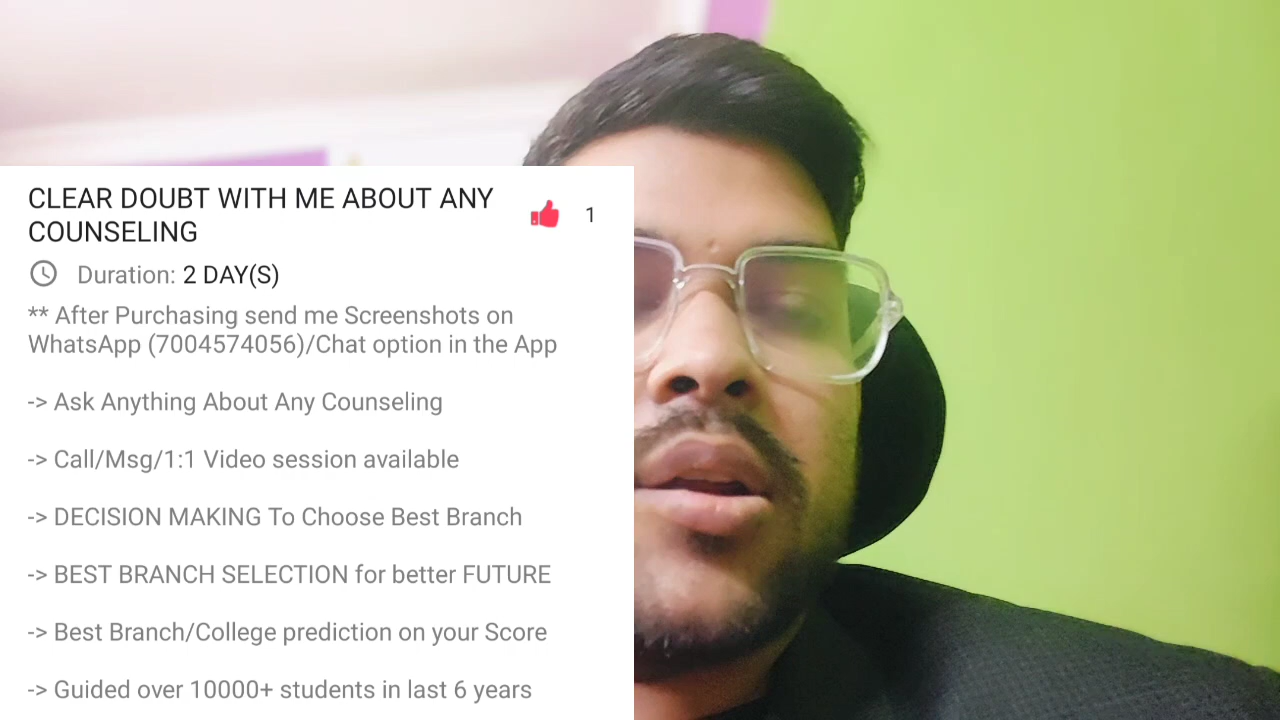 CLEAR DOUBT WITH ME ABOUT ANY
COUNSELING
1
Duration: 2 DAY(S)
** After Purchasing send me Screenshots on
WhatsApp (7004574056)/Chat option in the App
-> Ask Anything About Any Counseling
-> Call/Msg/1:1 Video session available
-> DECISION MAKING To Choose Best Branch
-> BEST BRANCH SELECTION for better FUTURE
-> Best Branch/College prediction on your Score
-> Guided over 10000+ students in last 6 years